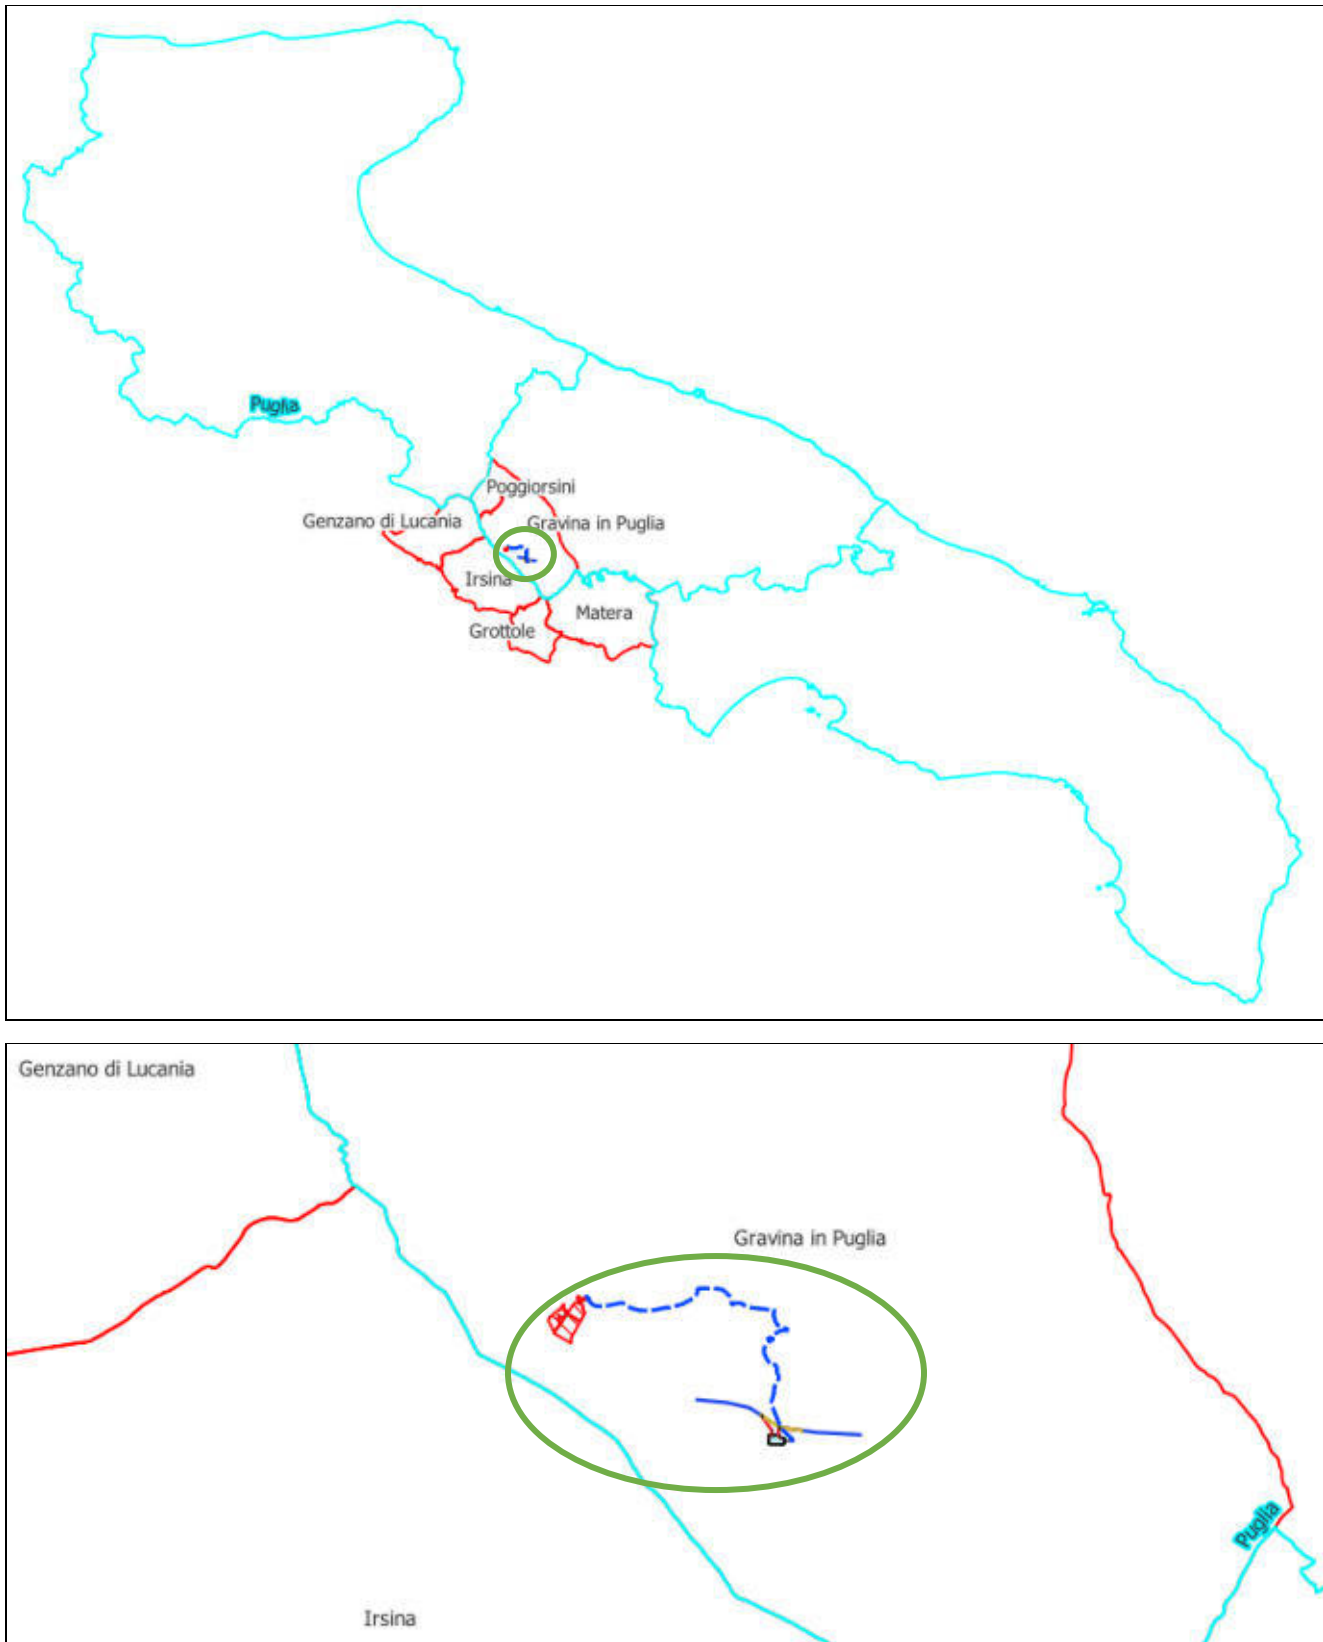 Puglia
Poggiorsini
Genzano di Lucania
Gravina in Puglia
Irsina
Matera
Grottole
Genzano di Lucania
Gravina in Puglia
Puglia
Irsina